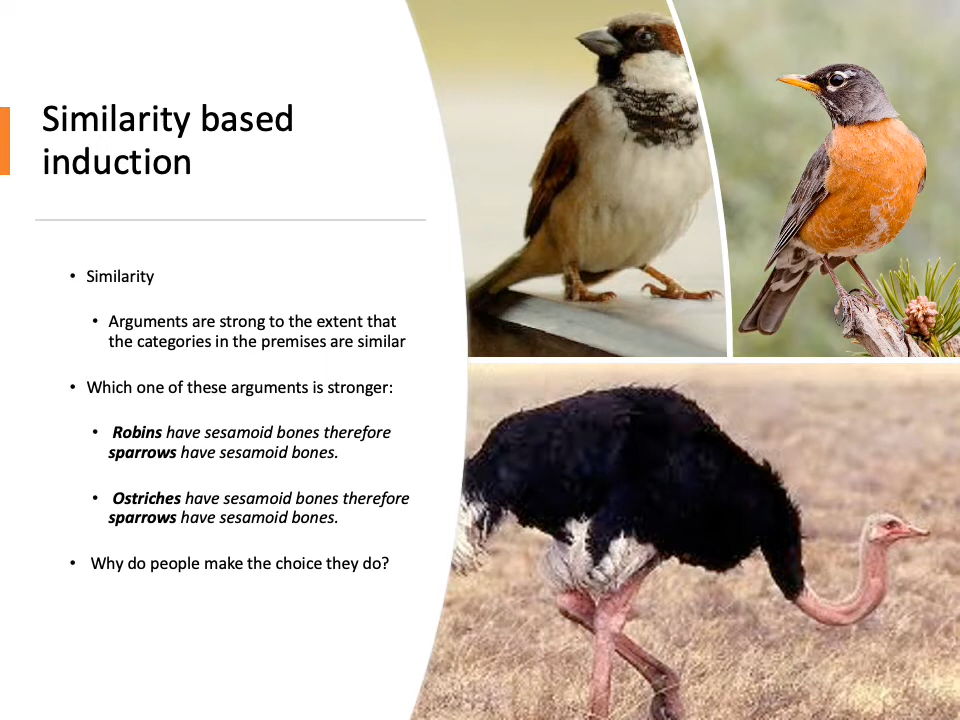 Similarity based
induction
• Similarity
• Arguments are strong to the extent that
the categories in the premises are similar
• Which one of these arguments is stronger:
• Robins have sesamoid bones therefore
sparrows have sesamoid bones.
• Ostriches have sesamoid bones therefore
sparrows have sesamoid bones.
• Why do people make the choice they do?